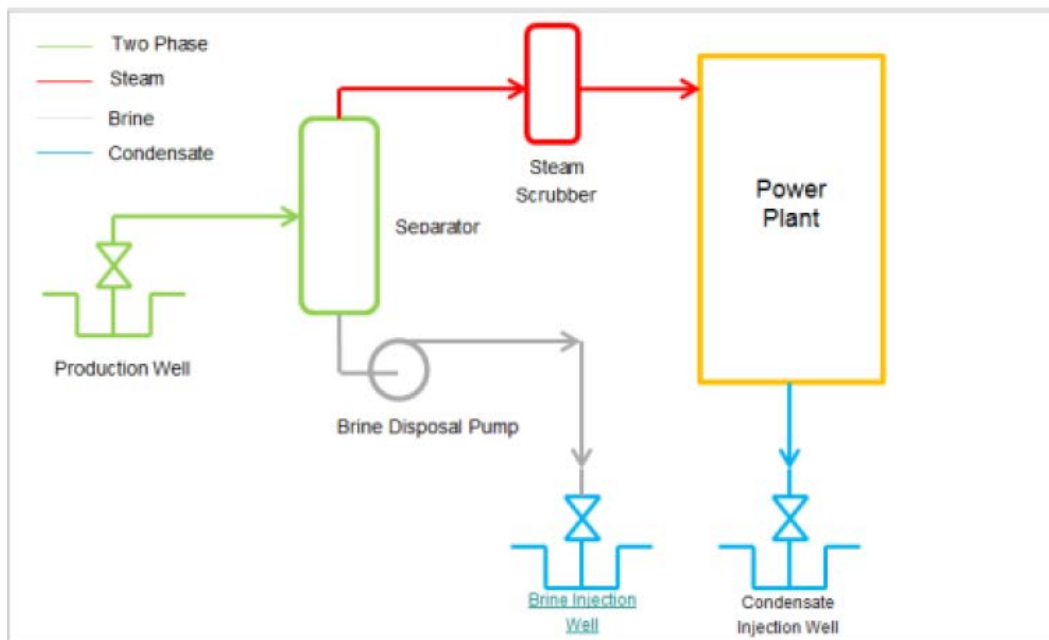 Two Phase
Steam
Brine
Condensate
Steam
Scrubber
Power
Plant
Separator
Production Well
Brine Disposal Pump
Brine Injection
Well
Condensate
Injection Well